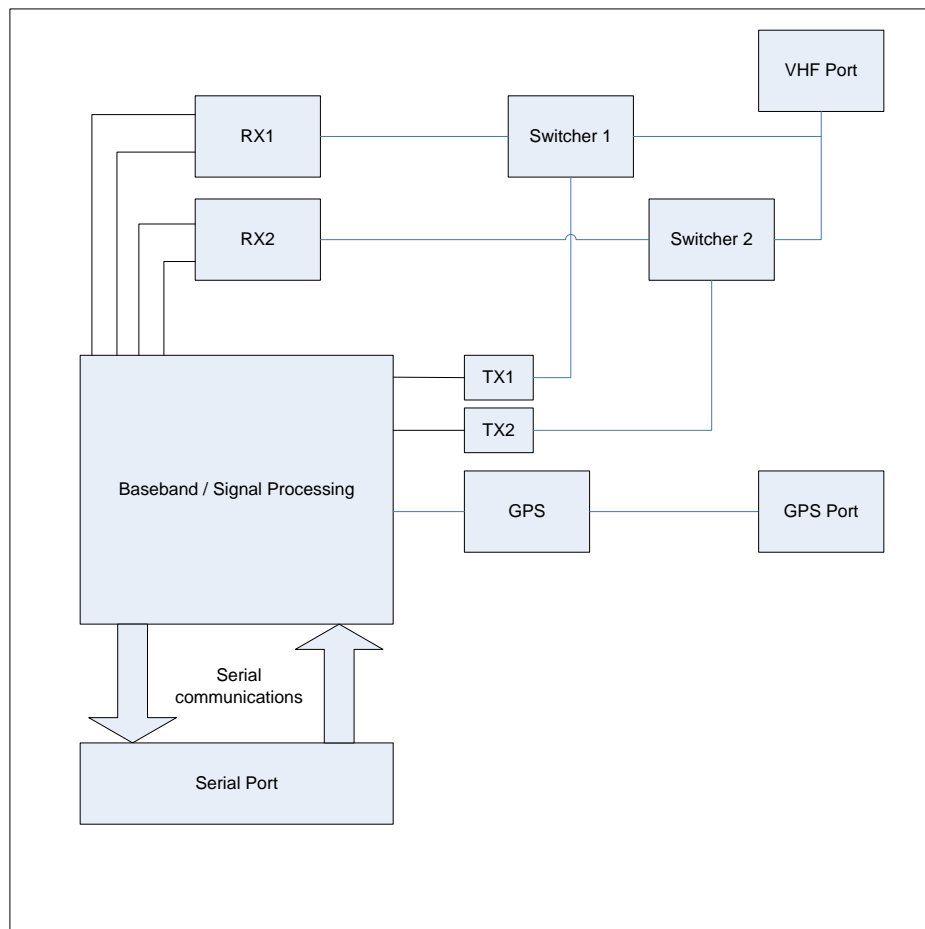 VHF Port
RX1
Switcher 1
RX2
Switcher 2
TX1
TX2
Baseband / Signal Processing
GPS
GPS Port
Serial
communications
Serial Port